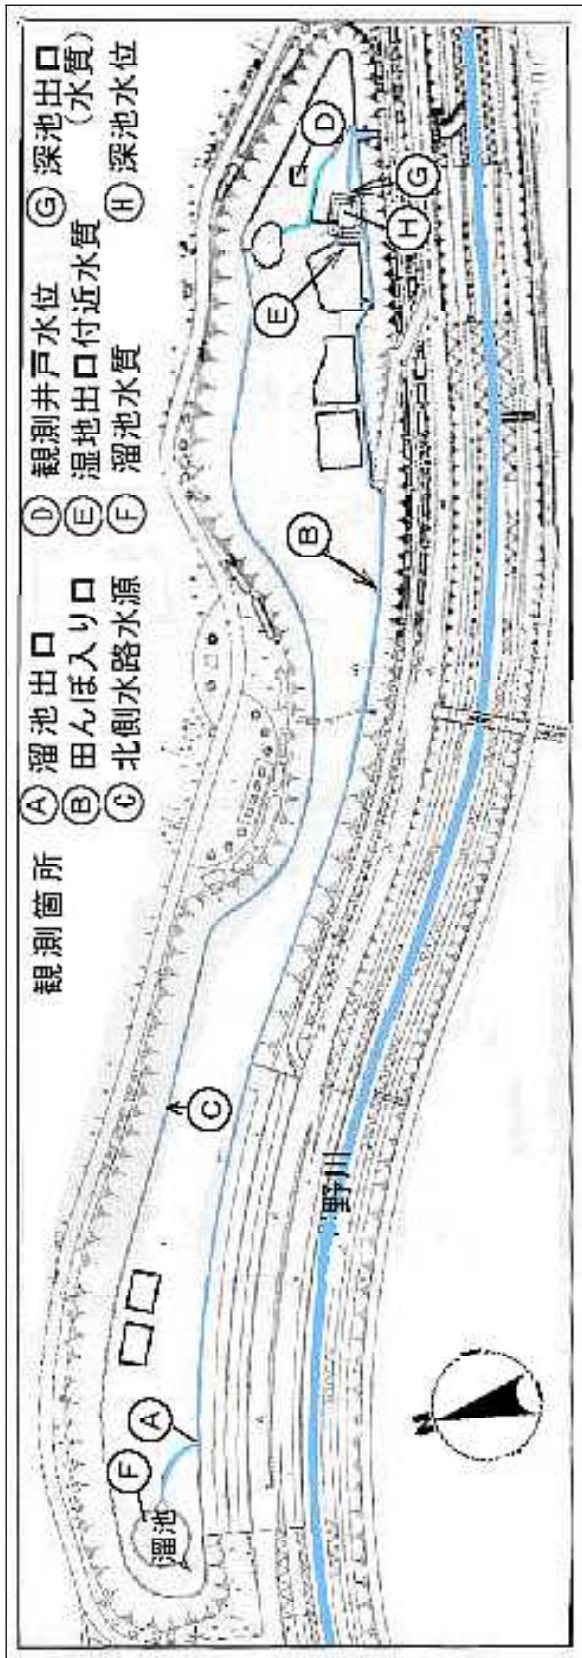 観測箇所
Ⓐ 溜池出口
Ⓑ 田んぼ入り口
Ⓒ 北側水路水源
Ⓓ 観測井戸水位
Ⓔ 湿地出口付近水質
Ⓕ 溜池水質
Ⓖ 深池出口
(水質)
Ⓗ 深池水位
Ⓓ
Ⓖ
Ⓗ
Ⓔ
Ⓑ
Ⓒ
Ⓐ
Ⓕ
溜池
野川
N